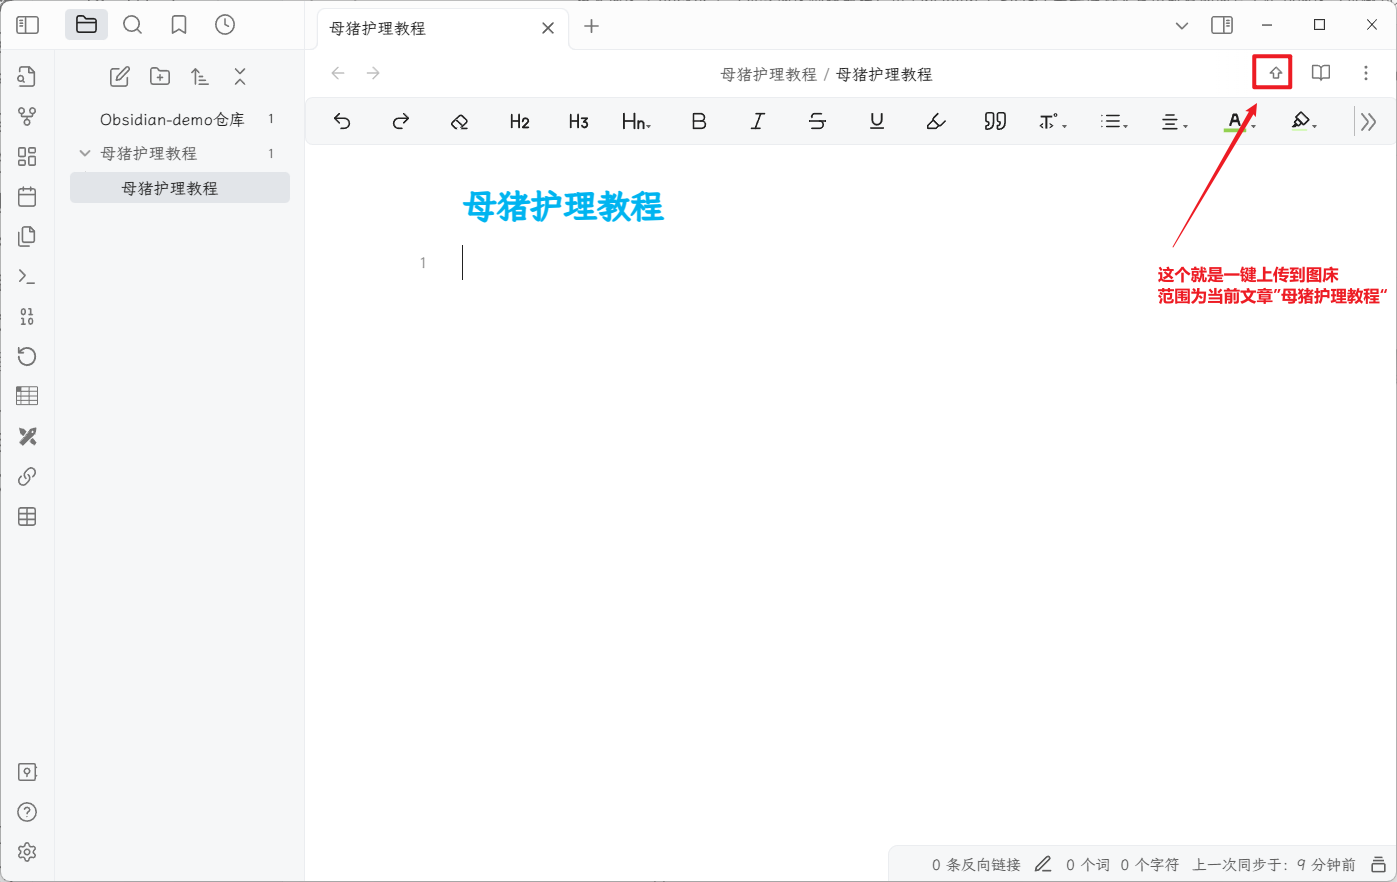 母猪护理教程
母猪护理教程 / 母猪护理教程
Obsidian-demo仓库 1
母猪护理教程 1
母猪护理教程
H2 H3 Hn B I S U T A
01
10
母猪护理教程
1
这个就是一键上传到图床
范围为当前文章"母猪护理教程“
0 条反向链接 0 个词 0 个字符 上一次同步于: 9 分钟前